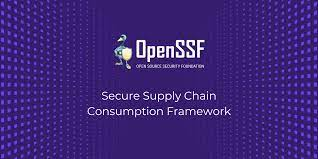 OpenSSF
OPEN SOURCE SECURITY FOUNDATION
Secure Supply Chain
Consumption Framework